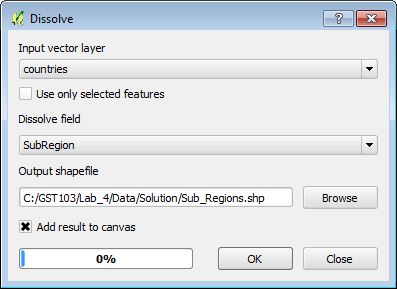 Dissolve
Input vector layer
countries
Use only selected features
Dissolve field
SubRegion
Output shapefile
C:/GST103/Lab_4/Data/Solution/Sub_Regions.shp Browse
Add result to canvas
0% OK Close